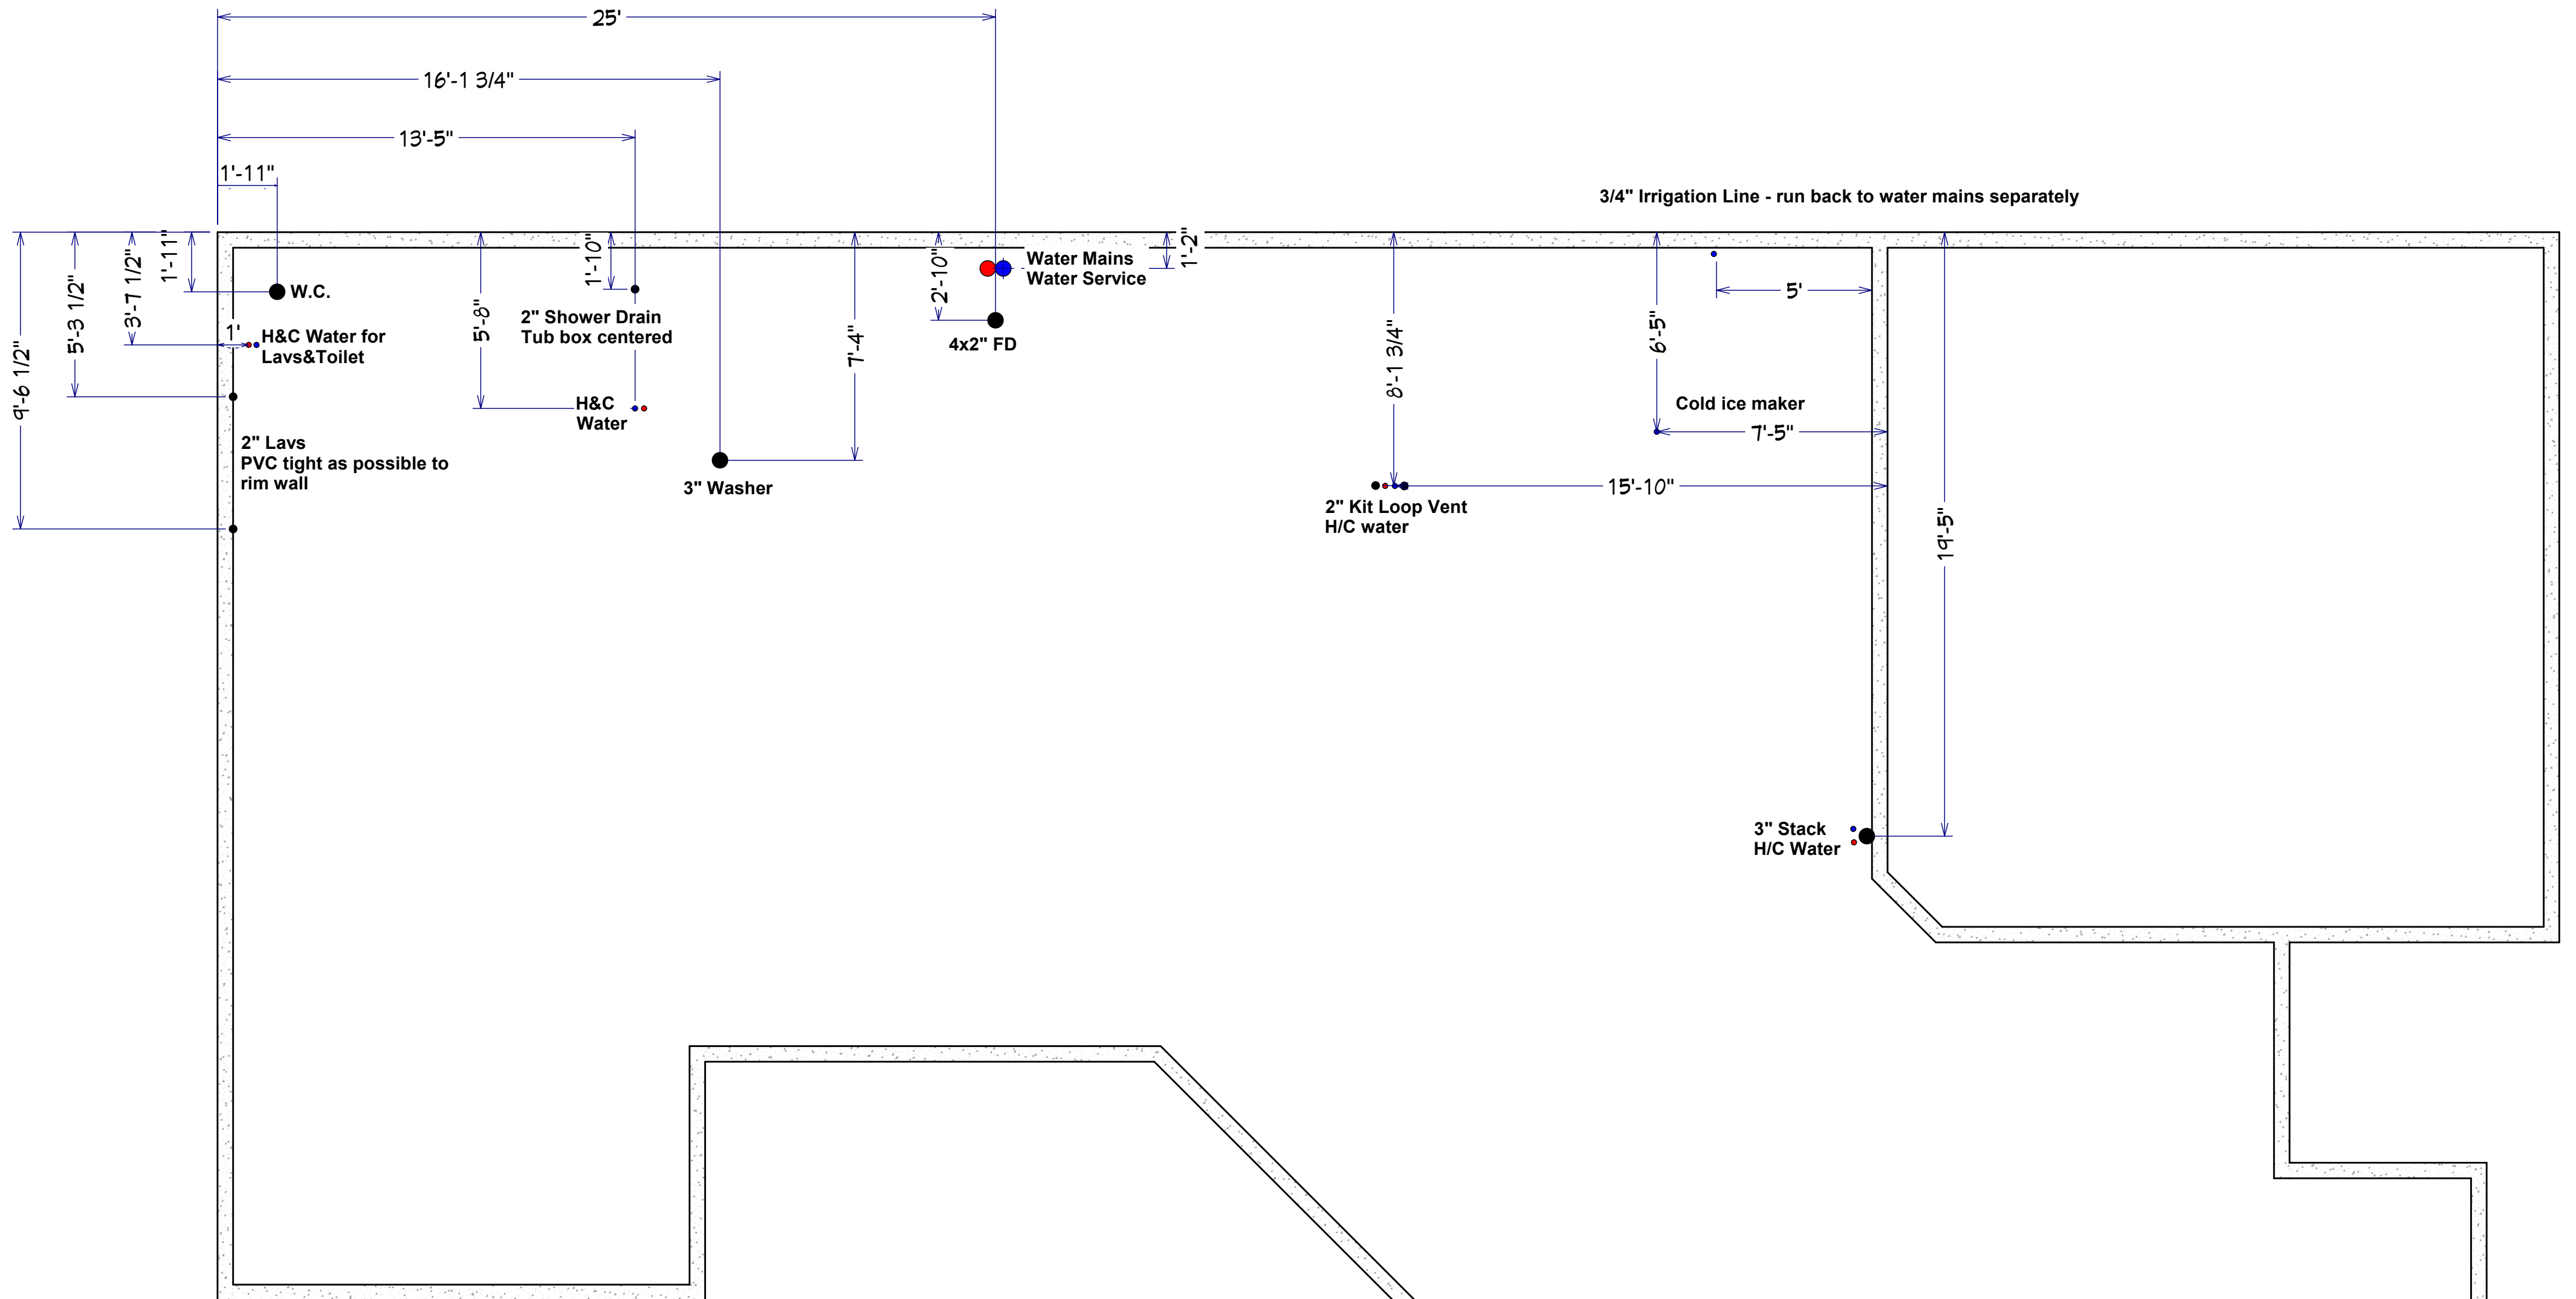 25'
16'-1 3/4"
13'-5"
1'-11"
3/4" Irrigation Line - run back to water mains separately
9'-6 1/2"
5'-3 1/2"
3'-7 1/2"
1'-11"
W.C.
1'
H&C Water for
Lavs&Toilet
2" Lavs
PVC tight as possible to
rim wall
5'-8"
1'-10"
2" Shower Drain
Tub box centered
H&C
Water
7'-4"
3" Washer
2'-10"
Water Mains
Water Service
1'-2"
4x2" FD
8'-1 3/4"
6'-5"
5'
Cold ice maker
7'-5"
15'-10"
2" Kit Loop Vent
H/C water
19'-5"
3" Stack
H/C Water